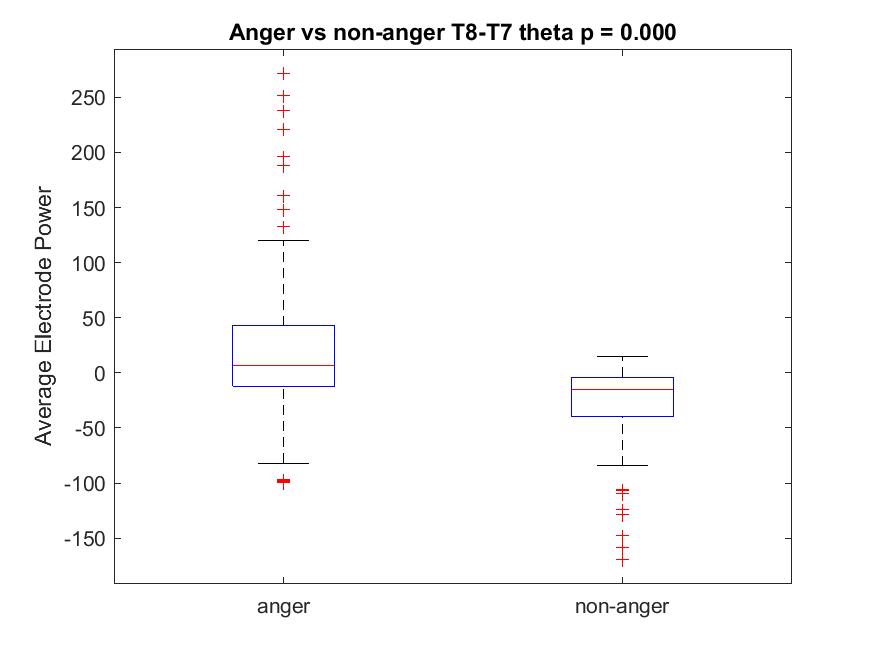 Anger vs non-anger T8-T7 theta p = 0.000
Average Electrode Power
250
200
150
100
50
0
-50
-100
-150
anger
non-anger